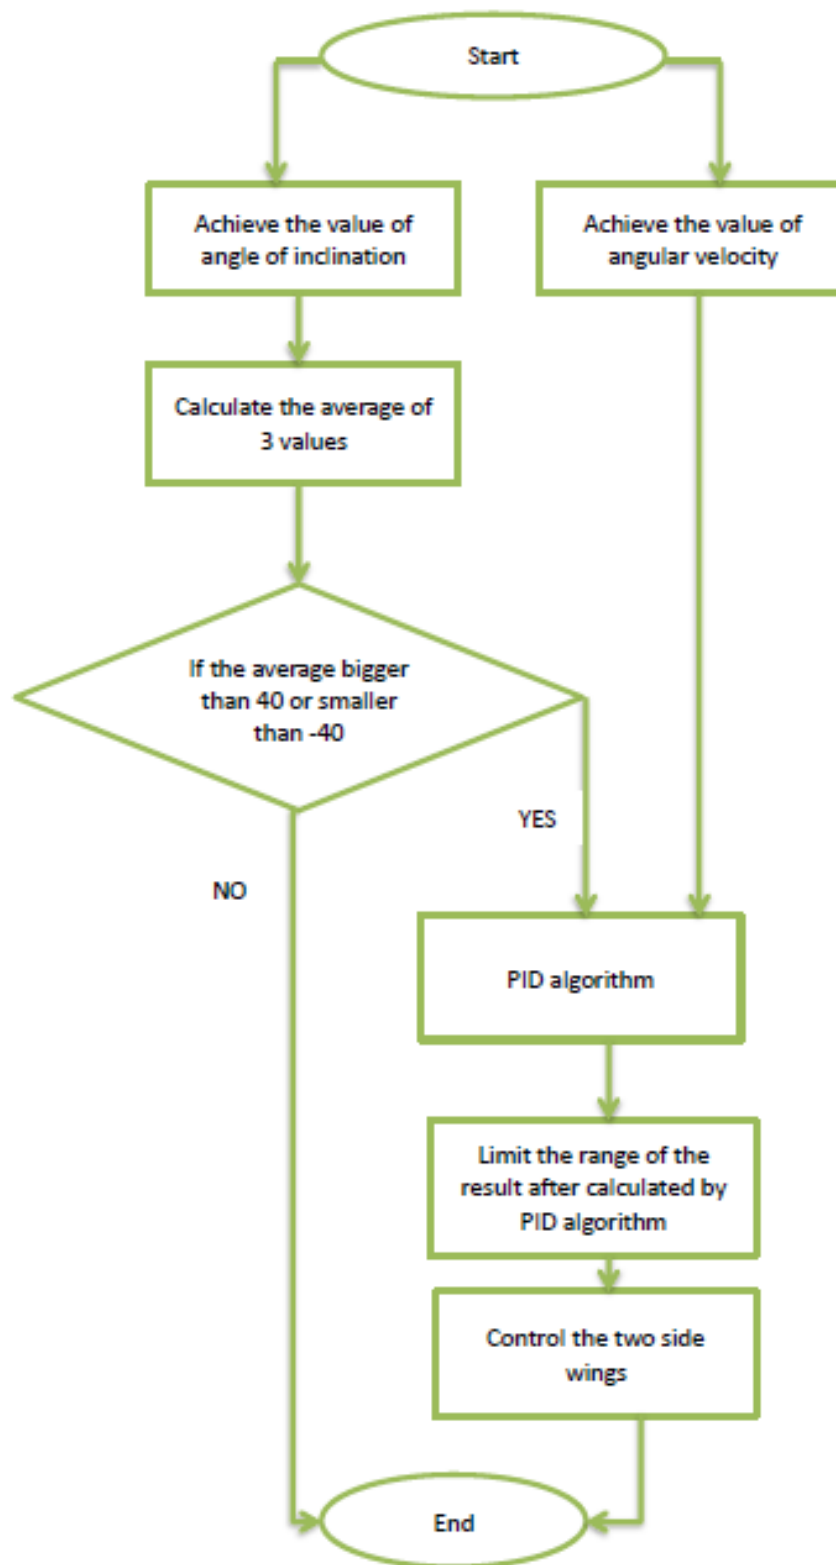 Start
Achieve the value of
angle of inclination
Achieve the value of
angular velocity
Calculate the average of
3 values
If the average bigger
than 40 or smaller
than -40
YES
NO
PID algorithm
Limit the range of the
result after calculated by
PID algorithm
Control the two side
wings
End